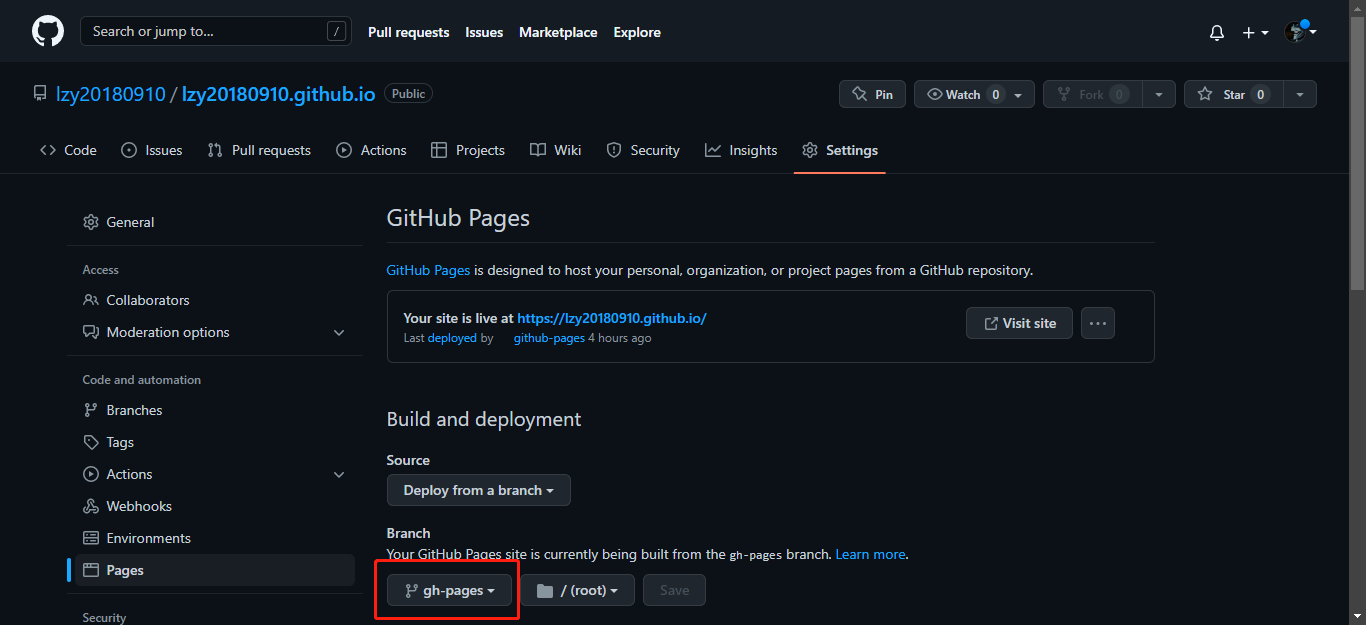 Search or jump to... / Pull requests Issues Marketplace Explore
lzy20180910 / lzy20180910.github.io Public Pin Watch 0 Fork 0 Star 0
Code Issues Pull requests Actions Projects Wiki Security Insights Settings
General
Access
Collaborators
Moderation options
Code and automation
Branches
Tags
Actions
Webhooks
Environments
Pages
Security
GitHub Pages
GitHub Pages is designed to host your personal, organization, or project pages from a GitHub repository.
Your site is live at https://lzy20180910.github.io/
Last deployed by github-pages 4 hours ago
Visit site
Build and deployment
Source
Deploy from a branch
Branch
Your GitHub Pages site is currently being built from the gh-pages branch. Learn more.
gh-pages / (root) Save